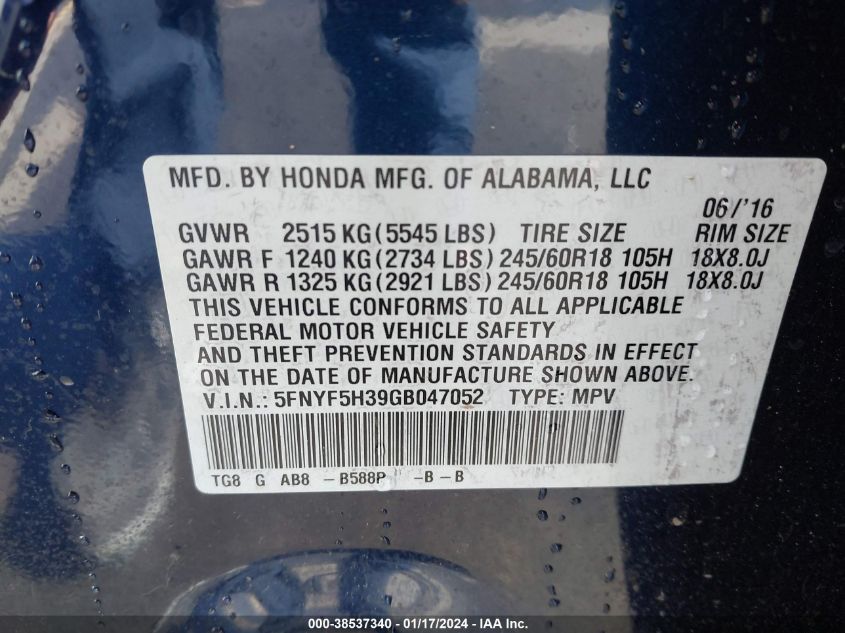 MFD. BY HONDA MFG. OF ALABAMA, LLC
06/'16
GVWR 2515 KG (5545 LBS) TIRE SIZE RIM SIZE
GAWR F 1240 KG (2734 LBS) 245/60R18 105H 18X8.0J
GAWR R 1325 KG (2921 LBS) 245/60R18 105H 18X8.0J
THIS VEHICLE CONFORMS TO ALL APPLICABLE
FEDERAL MOTOR VEHICLE SAFETY
AND THEFT PREVENTION STANDARDS IN EFFECT
ON THE DATE OF MANUFACTURE SHOWN ABOVE.
V.I.N.: 5FNYF5H39GB047052 TYPE: MPV
TG8 G AB8 -B588P -B-B
000-38537340 - 01/17/2024 - IAA Inc.